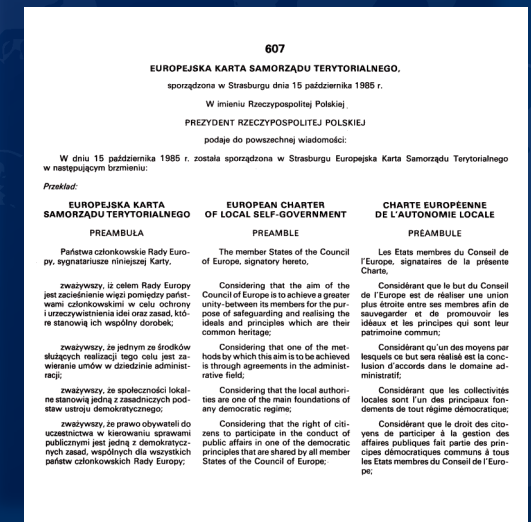 607
EUROPEJSKA KARTA SAMORZĄDU TERYTORIALNEGO,
sporządzona w Strasburgu dnia 15 października 1985 r.
W imieniu Rzeczypospolitej Polskiej
PREZYDENT RZECZYPOSPOLITEJ POLSKIEJ
podaje do powszechnej wiadomości:
W dniu 15 października 1985 r. została sporządzona w Strasburgu Europejska Karta Samorządu Terytorialnego
w następującym brzmieniu:
Przekład:
EUROPEJSKA KARTA
SAMORZĄDU TERYTORIALNEGO
PREAMBUŁA
Państwa członkowskie Rady Euro-
py, sygnatariusze niniejszej Karty,
zważywszy, iż celem Rady Europy
jest zacieśnienie więzi pomiędzy państ-
wami członkowskimi w celu ochrony
i urzeczywistnienia idei oraz zasad, któ-
re stanowią ich wspólny dorobek;
zważywszy, że jednym ze środków
służących realizacji tego celu jest za-
wieranie umów w dziedzinie administ-
racji;
zważywszy, że społeczności lokal-
ne stanowią jedną z zasadniczych pod-
staw ustroju demokratycznego;
zważywszy, że prawo obywateli do
uczestnictwa w kierowaniu sprawami
publicznymi jest jedną z demokratycz-
nych zasad, wspólnych dla wszystkich
państw członkowskich Rady Europy;
EUROPEAN CHARTER
OF LOCAL SELF-GOVERNMENT
PREAMBLE
The member States of the Council
of Europe, signatory hereto,
Considering that the aim of the
Council of Europe is to achieve a greater
unity-between its members for the pur-
pose of safeguarding and realising the
ideals and principles which are their
common heritage;
Considering that one of the met-
hods by which this aim is to be achieved
is through agreements in the administ-
rative field;
Considering that the local authori-
ties are one of the main foundations of
any democratic regime;
Considering that the right of citi-
zens to participate in the conduct of
public affairs in one of the democratic
principles that are shared by all member
States of the Council of Europe;
CHARTE EUROPÉENNE
DE L'AUTONOMIE LOCALE
PRÉAMBULE
Les Etats membres du Conseil de
l'Europe, signataires de la présente
Charte,
Considérant que le but du Conseil
de l'Europe est de réaliser une union
plus étroite entre ses membres afin de
sauvegarder et de promouvoir les
idéaux et les principes qui sont leur
patrimoine commun;
Considérant qu'un des moyens par
lesquels ce but sera réalisé est la conc-
lusion d'accords dans le domaine ad-
ministratif;
Considérant que les collectivités
locales sont l'un des principaux fon-
dements de tout régime démocratique;
Considérant que le droit des cito-
yens de participer à la gestion des
affaires publiques fait partie des prin-
cipes démocratiques communs à tous
les Etats membres du Conseil de l'Euro-
pe;